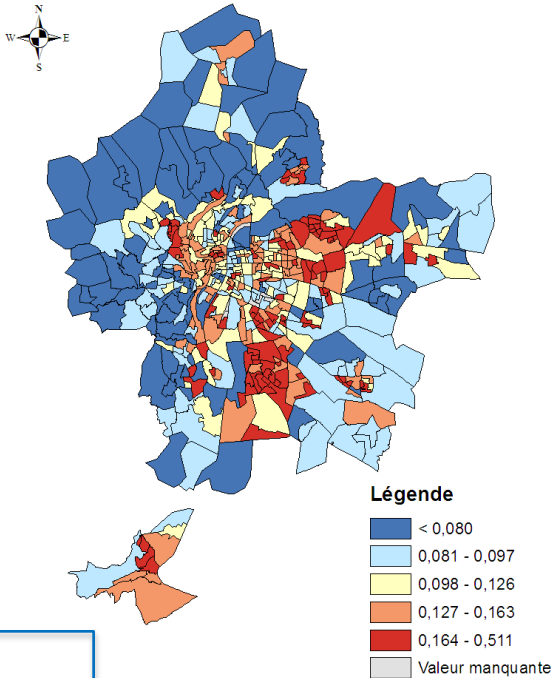 N
W E
S
Légende
< 0,080
0,081 - 0,097
0,098 - 0,126
0,127 - 0,163
0,164 - 0,511
Valeur manquante